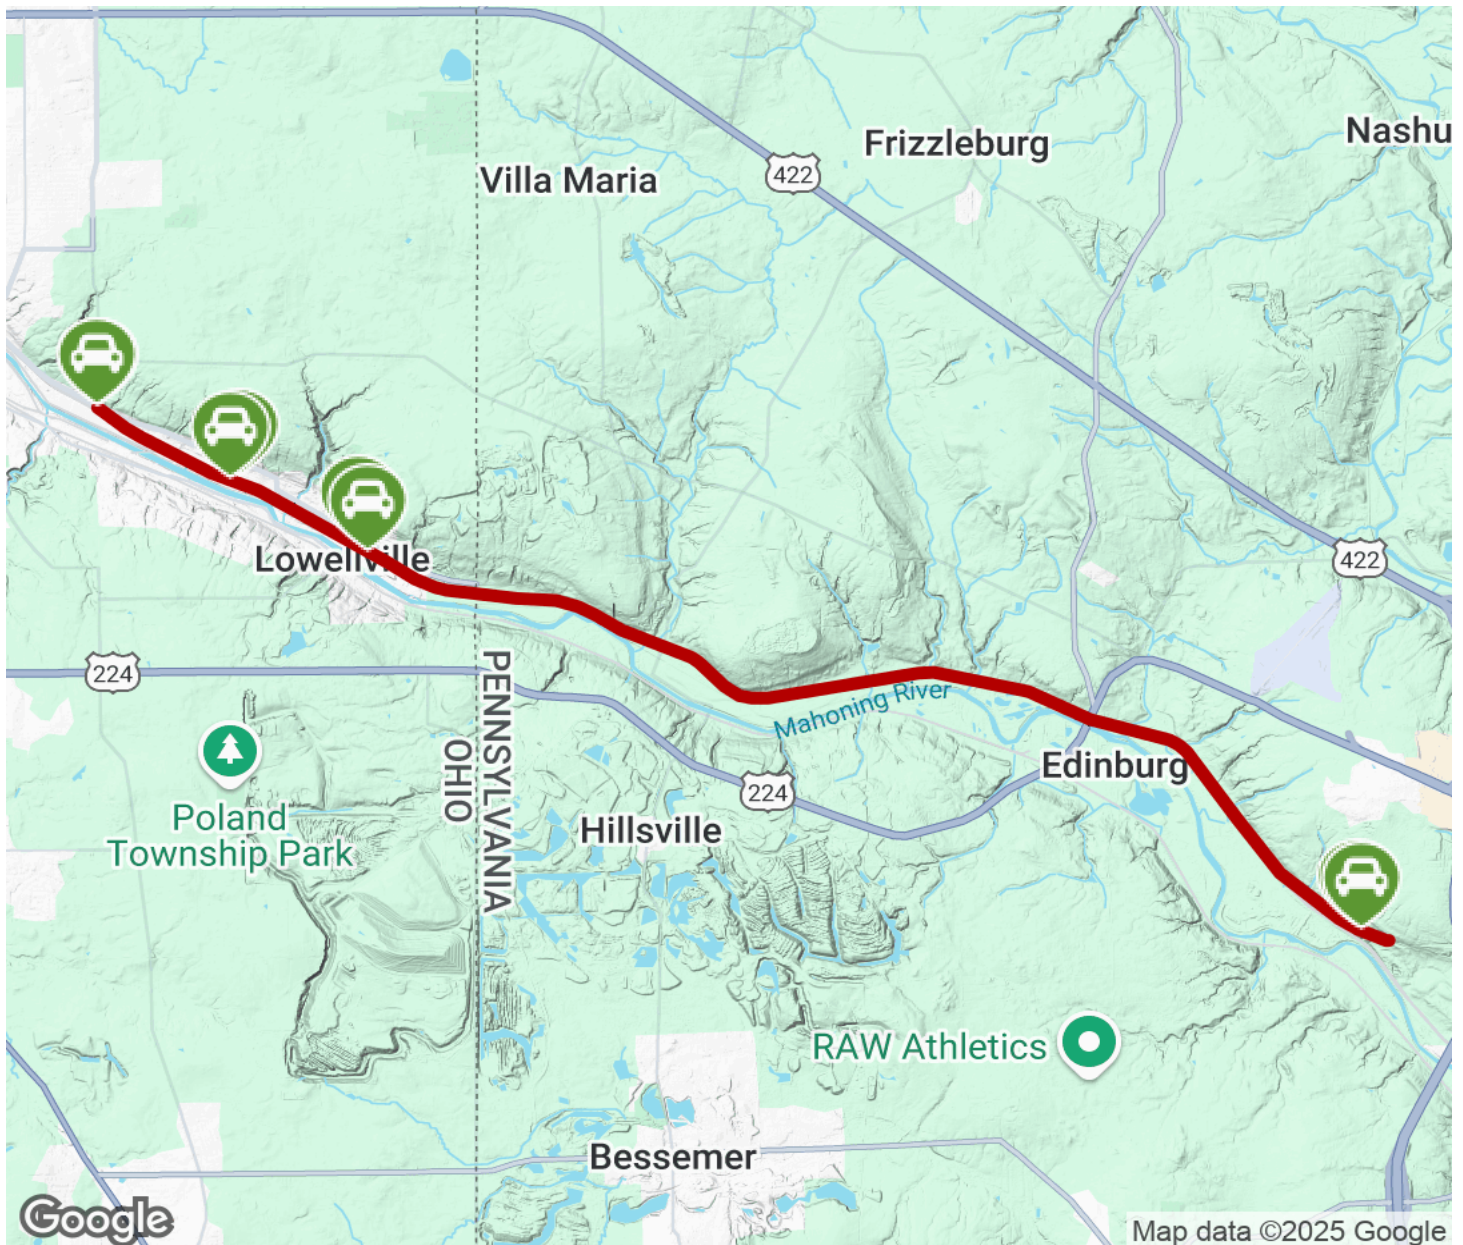 Frizzleburg
Nashu
Villa Maria
422
Lowellville
422
224
PENNSYLVANIA
OHIO
Mahoning River
Edinburg
224
Poland
Township Park
Hillsville
RAW Athletics
Bessemer
Google
Map data ©2025 Google